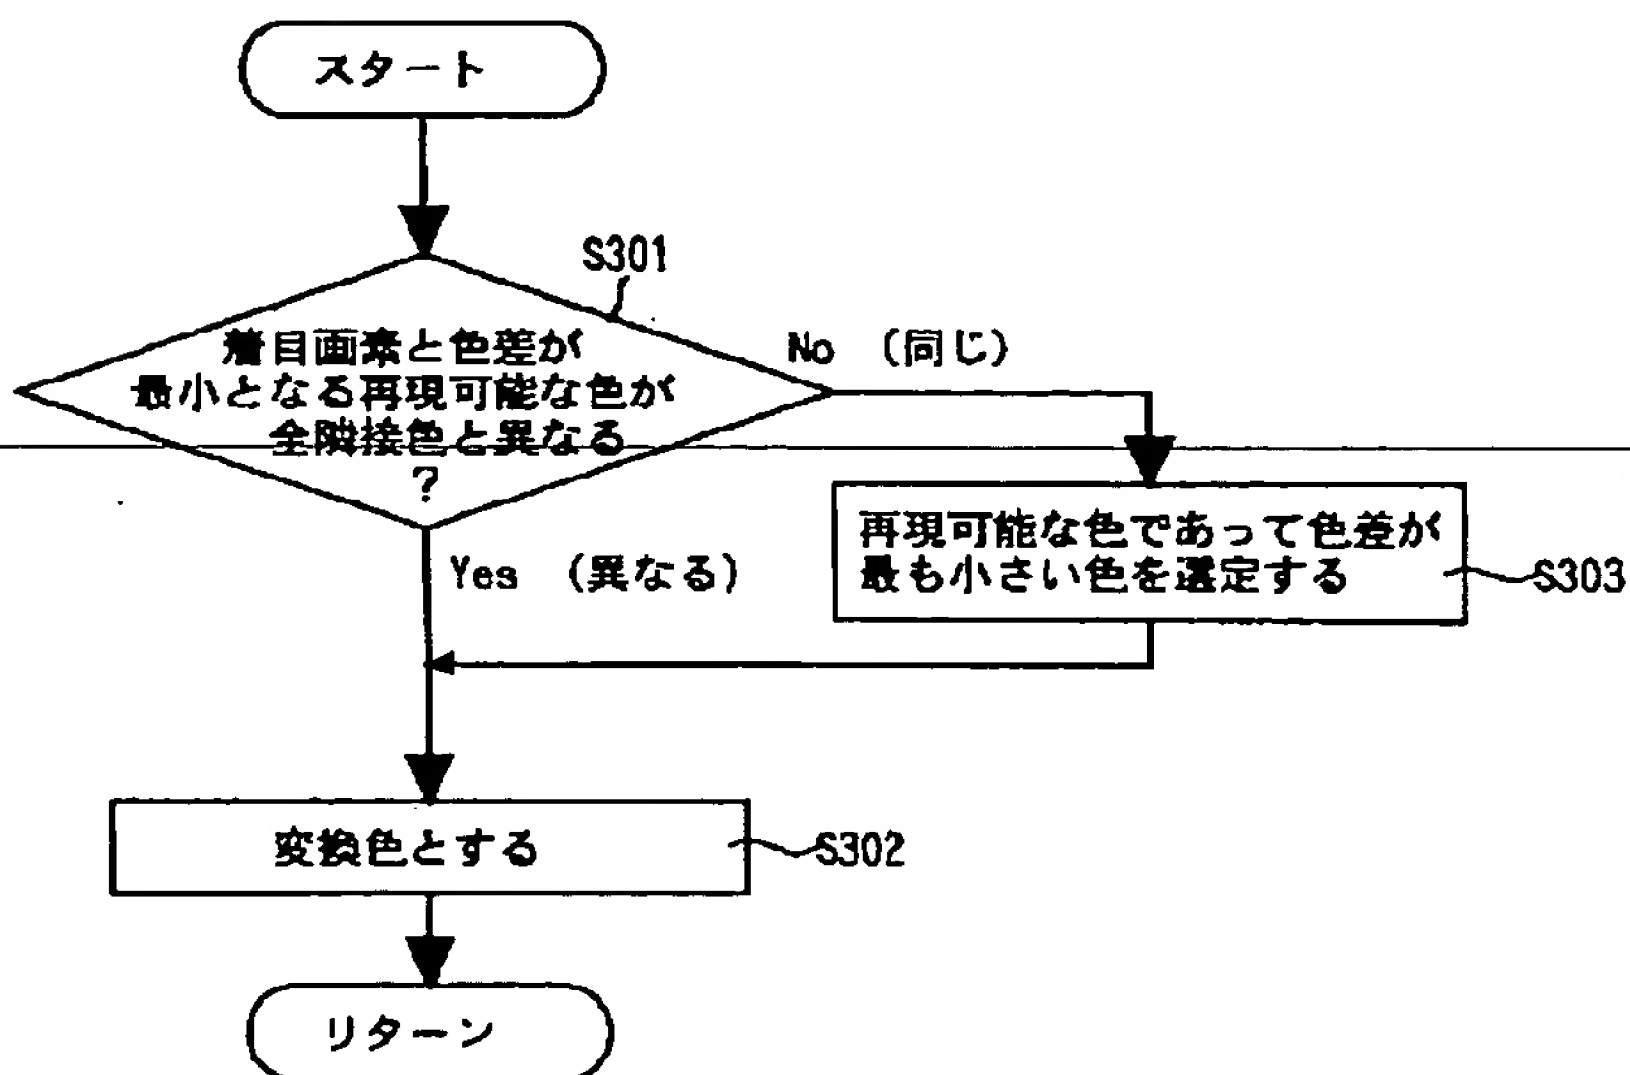 スタート
S301
着目画素と色差が
最小となる再現可能な色が
全隣接色と異なる
?
No (同じ)
再現可能な色であって色差が
最も小さい色を選定する
S303
Yes (異なる)
変換色とする
S302
リターン